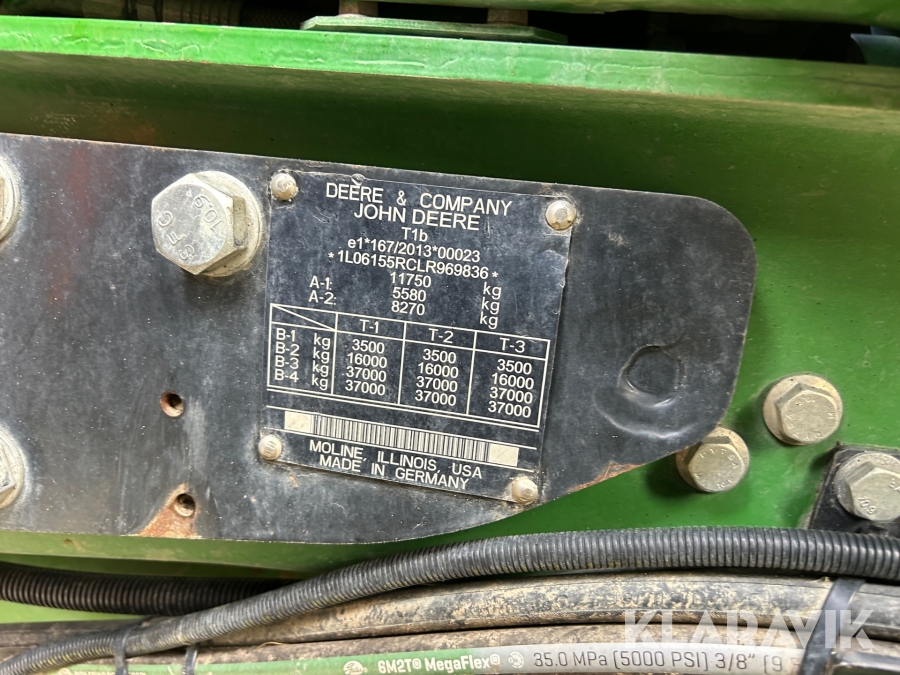 DEERE & COMPANY
JOHN DEERE
T1b
e1*167/2013*00023
*1L06155RCLR969836*
11750 kg
A-1: 5580 kg
A-2: 8270 kg
T-1 T-2 T-3
B-1 kg 3500 3500 3500
B-2 kg 16000 16000 16000
B-3 kg 37000 37000 37000
B-4 kg 37000 37000 37000
MOLINE, ILLINOIS, USA
MADE IN GERMANY
KLARAVIK
6M2T® MegaFlex® 35.0 MPa (5000 PSI) 3/8"